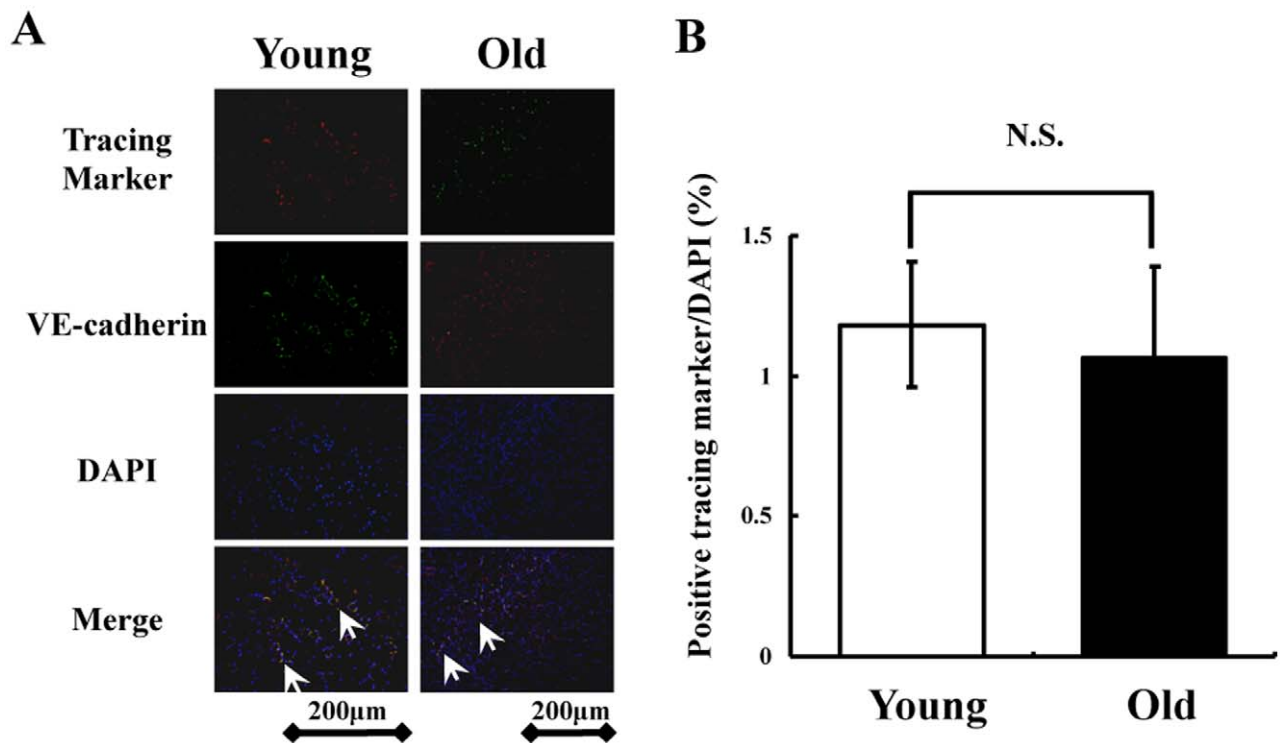 A
Young Old
Tracing
Marker
VE-cadherin
DAPI
Merge
200μm 200μm
B
N.S.
Positive tracing marker/DAPI (%)
1.5
1
0.5
0
Young Old